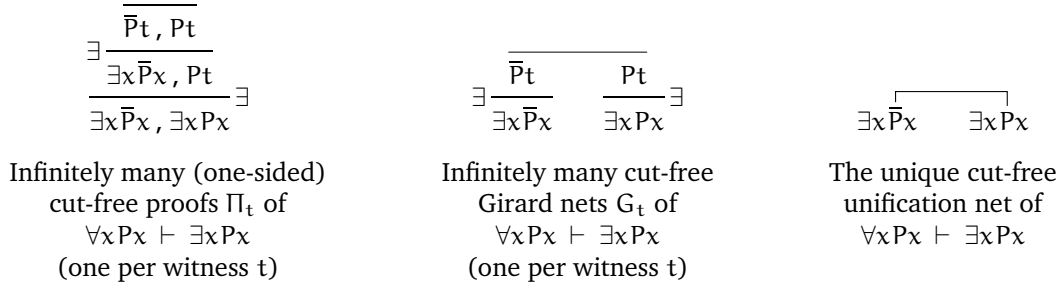 P̅t , Pt
∃
∃xP̅x , Pt
∃
∃xP̅x , ∃xPx
Infinitely many (one-sided)
cut-free proofs Πₜ of
∀xPx ⊢ ∃xPx
(one per witness t)
P̅t Pt
∃ ∃
∃xP̅x ∃xPx
Infinitely many cut-free
Girard nets Gₜ of
∀xPx ⊢ ∃xPx
(one per witness t)
∃xP̅x ∃xPx
The unique cut-free
unification net of
∀xPx ⊢ ∃xPx